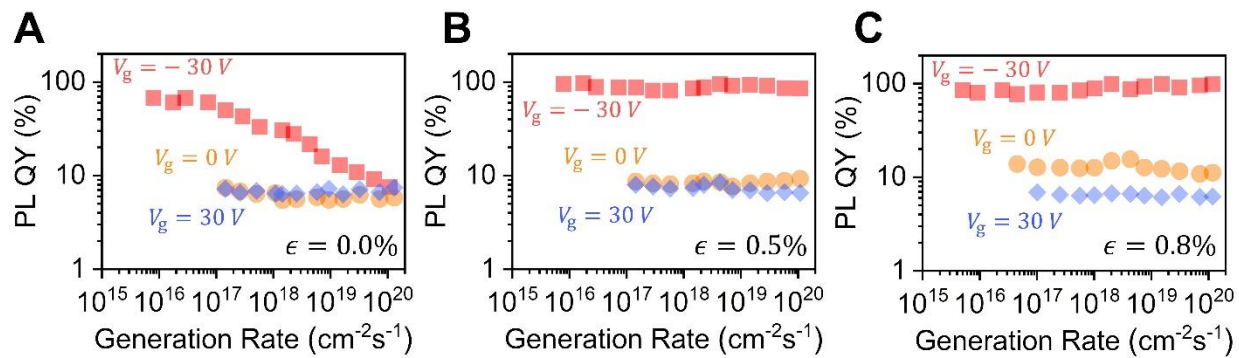 A
PL QY (%)
100
10
1
V_g = − 30 V
V_g = 0 V
V_g = 30 V
ϵ = 0.0%
10^15 10^16 10^17 10^18 10^19 10^20
Generation Rate (cm^-2s^-1)
B
PL QY (%)
100
10
1
V_g = − 30 V
V_g = 0 V
V_g = 30 V
ϵ = 0.5%
10^15 10^16 10^17 10^18 10^19 10^20
Generation Rate (cm^-2s^-1)
C
PL QY (%)
100
10
1
V_g = − 30 V
V_g = 0 V
V_g = 30 V
ϵ = 0.8%
10^15 10^16 10^17 10^18 10^19 10^20
Generation Rate (cm^-2s^-1)